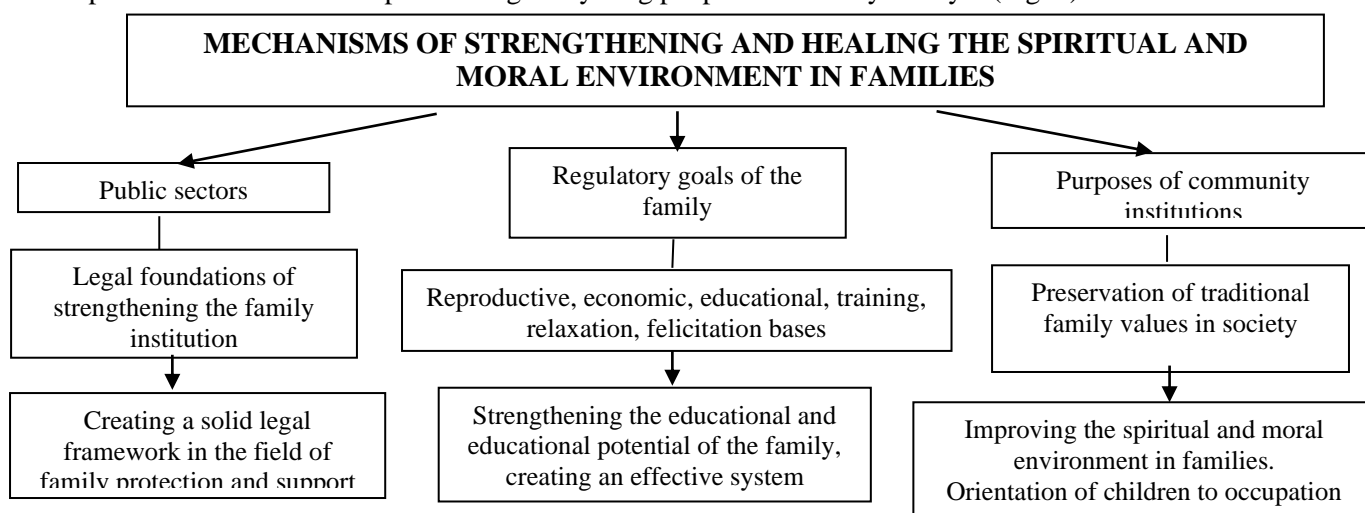 MECHANISMS OF STRENGTHENING AND HEALING THE SPIRITUAL AND
MORAL ENVIRONMENT IN FAMILIES
Public sectors
Legal foundations of
strengthening the family
institution
Creating a solid legal
framework in the field of
family protection and support
Regulatory goals of the
family
Reproductive, economic, educational, training,
relaxation, felicitation bases
Strengthening the educational and
educational potential of the family,
creating an effective system
Purposes of community
institutions
Preservation of traditional
family values in society
Improving the spiritual and moral
environment in families.
Orientation of children to occupation